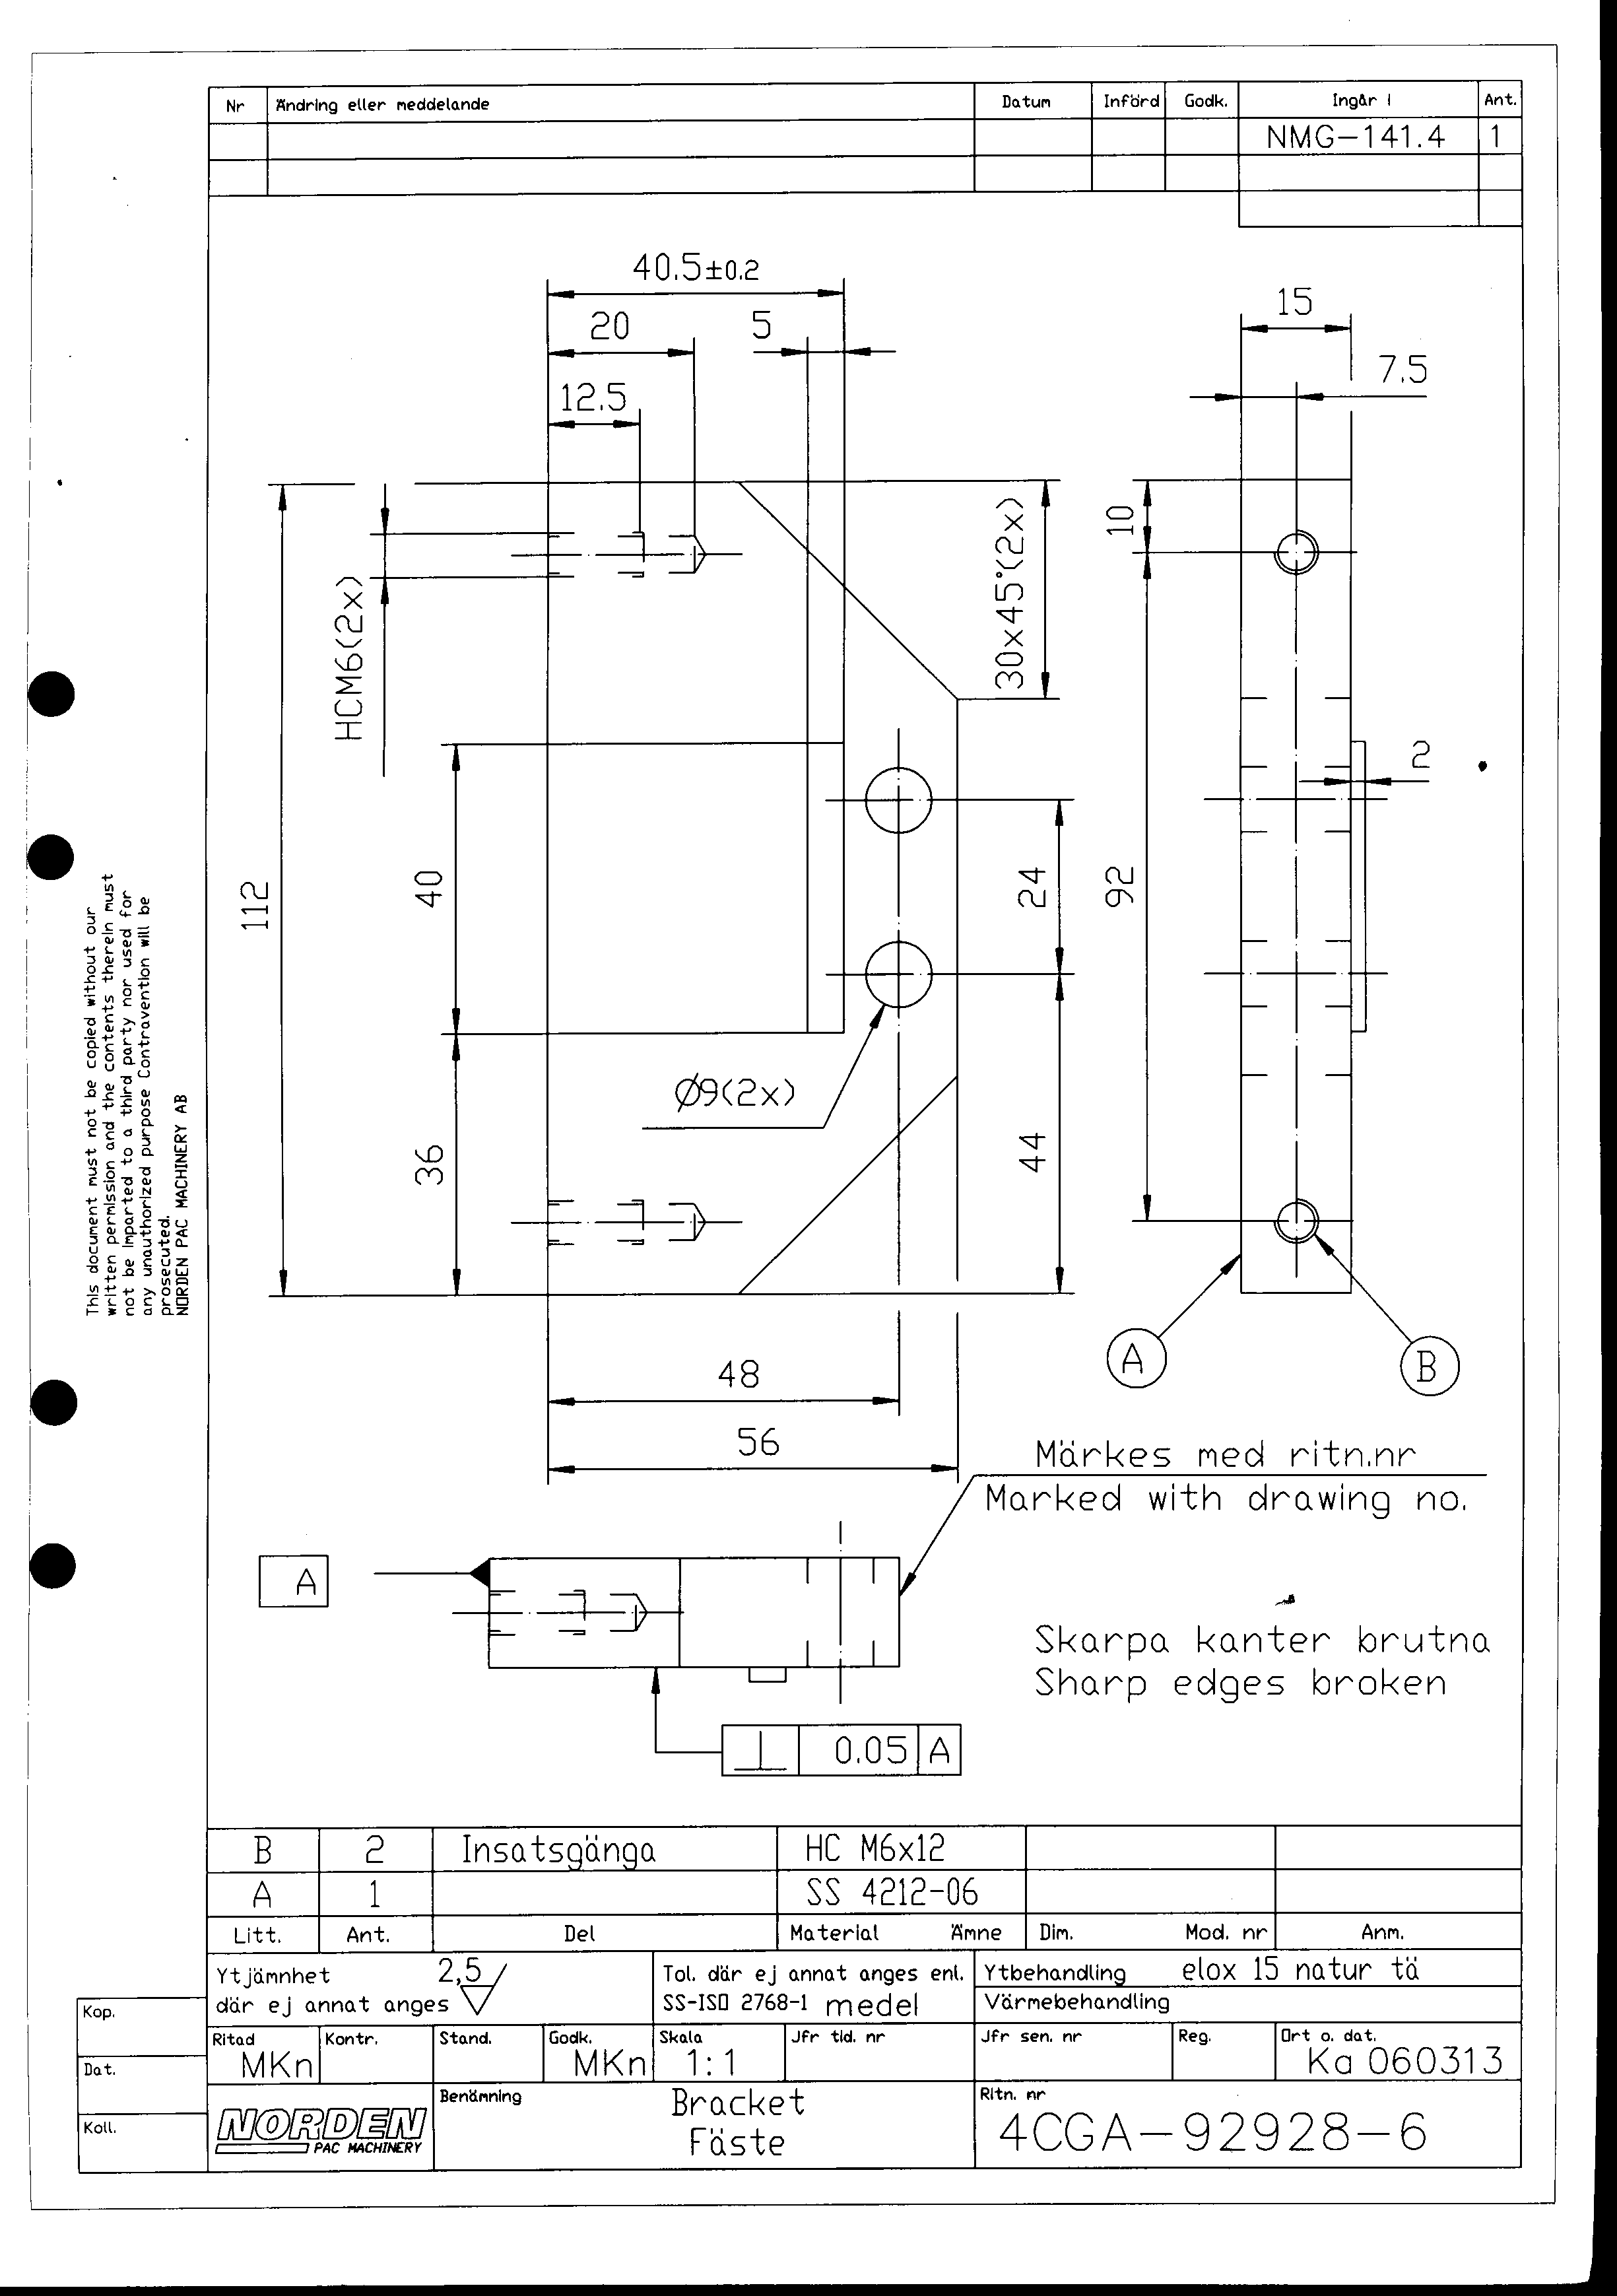 Nr Ändring eller meddelande Datum Införd Godk. Ingår i Ant.
NMG-141.4 1
40.5±0.2
15
20 5
7.5
12.5
10
30x45°(2x)
HCM6(2x)
2
112
40
24
92
Ø9(2x)
36
44
A
B
48
56
Märkes med ritn.nr
Marked with drawing no.
A
Skarpa kanter brutna
Sharp edges broken
⊥ 0.05 A
This document must not be copied without our
written permission and the contents therein must
not be imparted to a third party nor used for
any unauthorized purpose Contravention will be
prosecuted.
NORDEN PAC MACHINERY AB
B 2 Insatsgänga HC M6x12
A 1 SS 4212-06
Litt. Ant. Del Material Ämne Dim. Mod. nr Anm.
Ytjämnhet 2,5
där ej annat anges
Tol. där ej annat anges enl.
SS-ISO 2768-1 medel
Ytbehandling elox 15 natur tä
Värmebehandling
Kop.
Dat.
Koll.
Ritad Kontr. Stand. Godk. Skala Jfr tid. nr Jfr sen. nr Reg. Ort o. dat.
MKn MKn 1:1 Ka 060313
NORDEN
PAC MACHINERY
Benämning
Bracket
Fäste
Ritn. nr
4CGA-92928-6